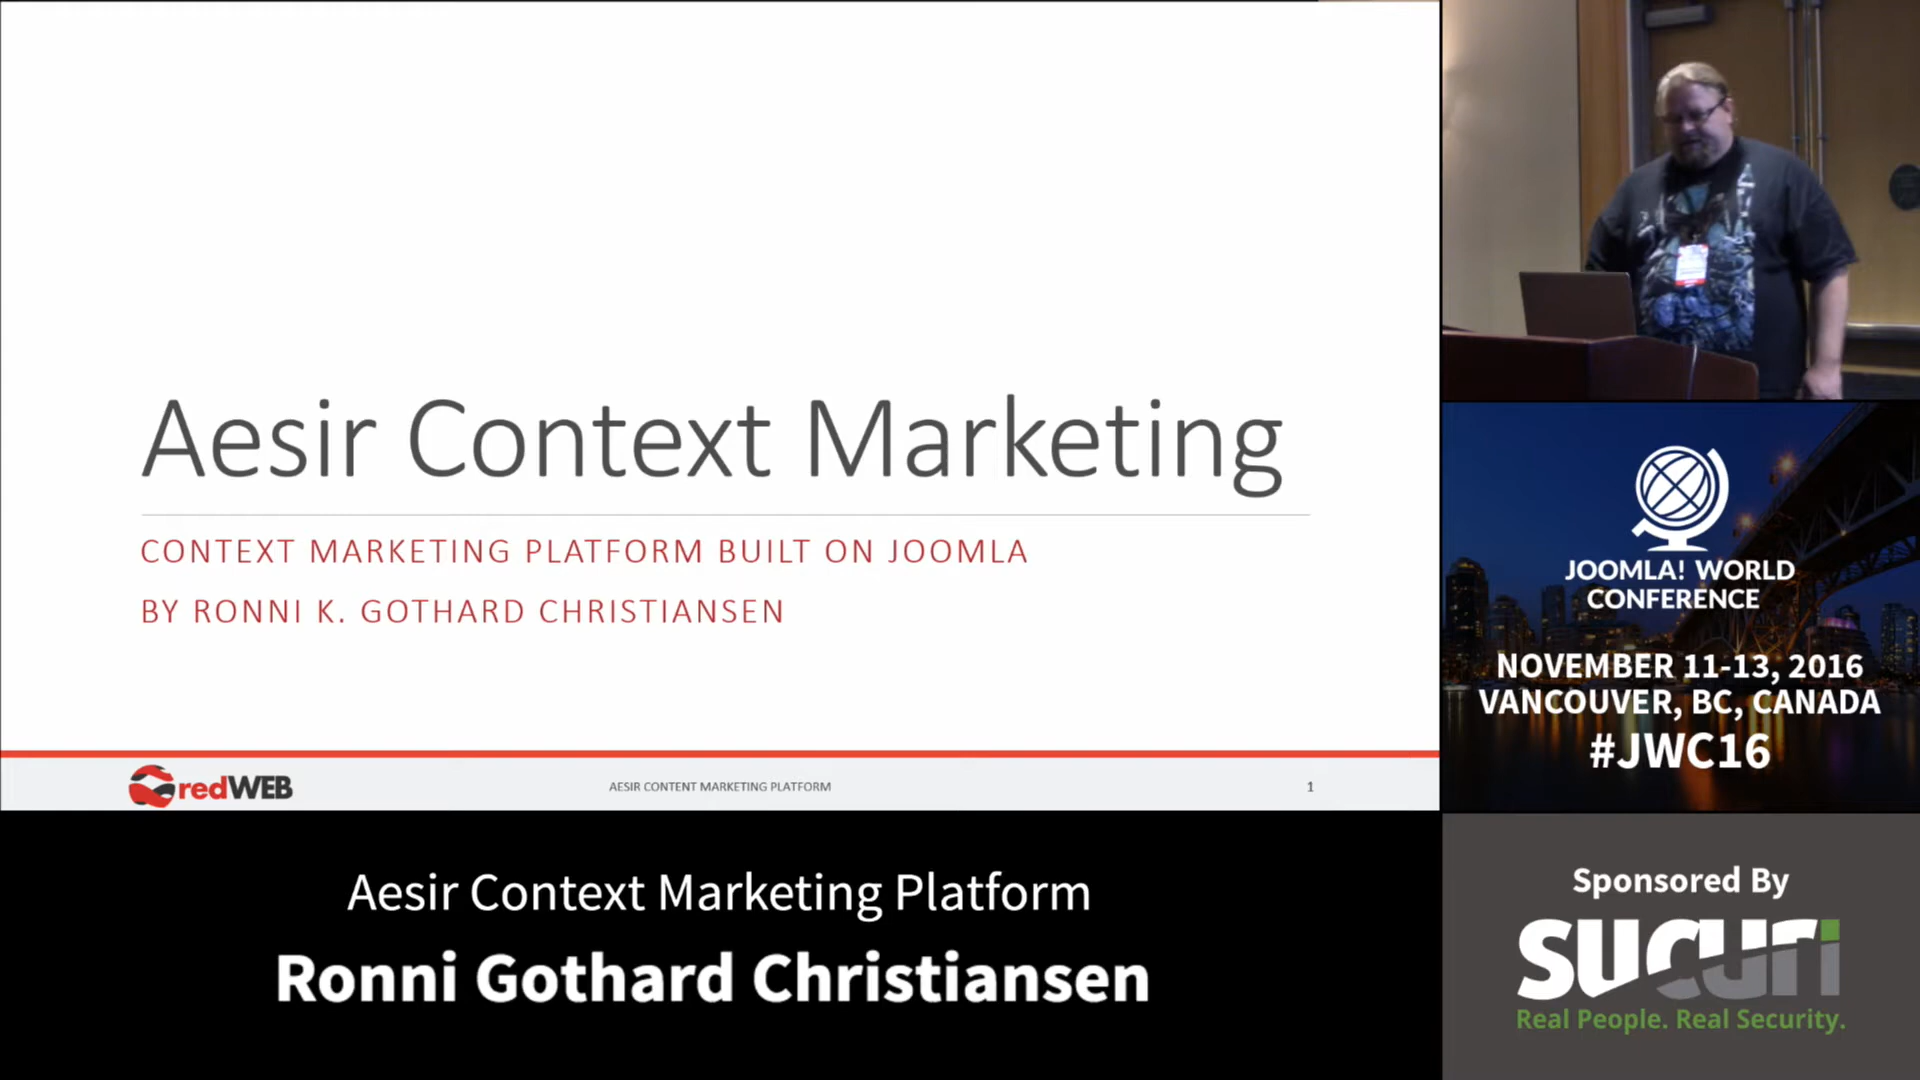 Aesir Context Marketing
CONTEXT MARKETING PLATFORM BUILT ON JOOMLA
BY RONNI K. GOTHARD CHRISTIANSEN
redWEB
AESIR CONTENT MARKETING PLATFORM
1
Aesir Context Marketing Platform
Ronni Gothard Christiansen
JOOMLA! WORLD
CONFERENCE
NOVEMBER 11-13, 2016
VANCOUVER, BC, CANADA
#JWC16
Sponsored By
SUCURI
Real People. Real Security.